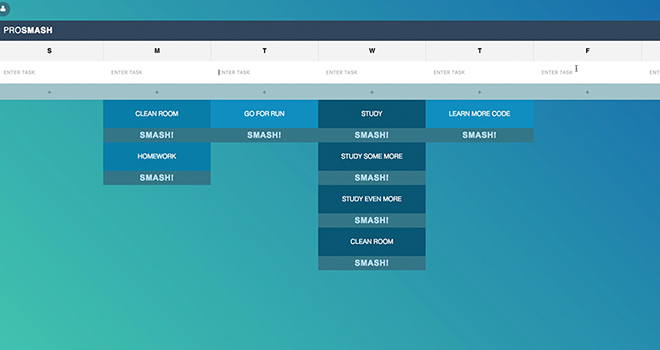 PROSMASH
S M T W T F
ENTER TASK ENTER TASK ENTER TASK ENTER TASK ENTER TASK ENTER TASK ENT
+ + + + + +
CLEAN ROOM GO FOR RUN STUDY LEARN MORE CODE
SMASH! SMASH! SMASH! SMASH!
HOMEWORK STUDY SOME MORE
SMASH! SMASH!
STUDY EVEN MORE
SMASH!
CLEAN ROOM
SMASH!